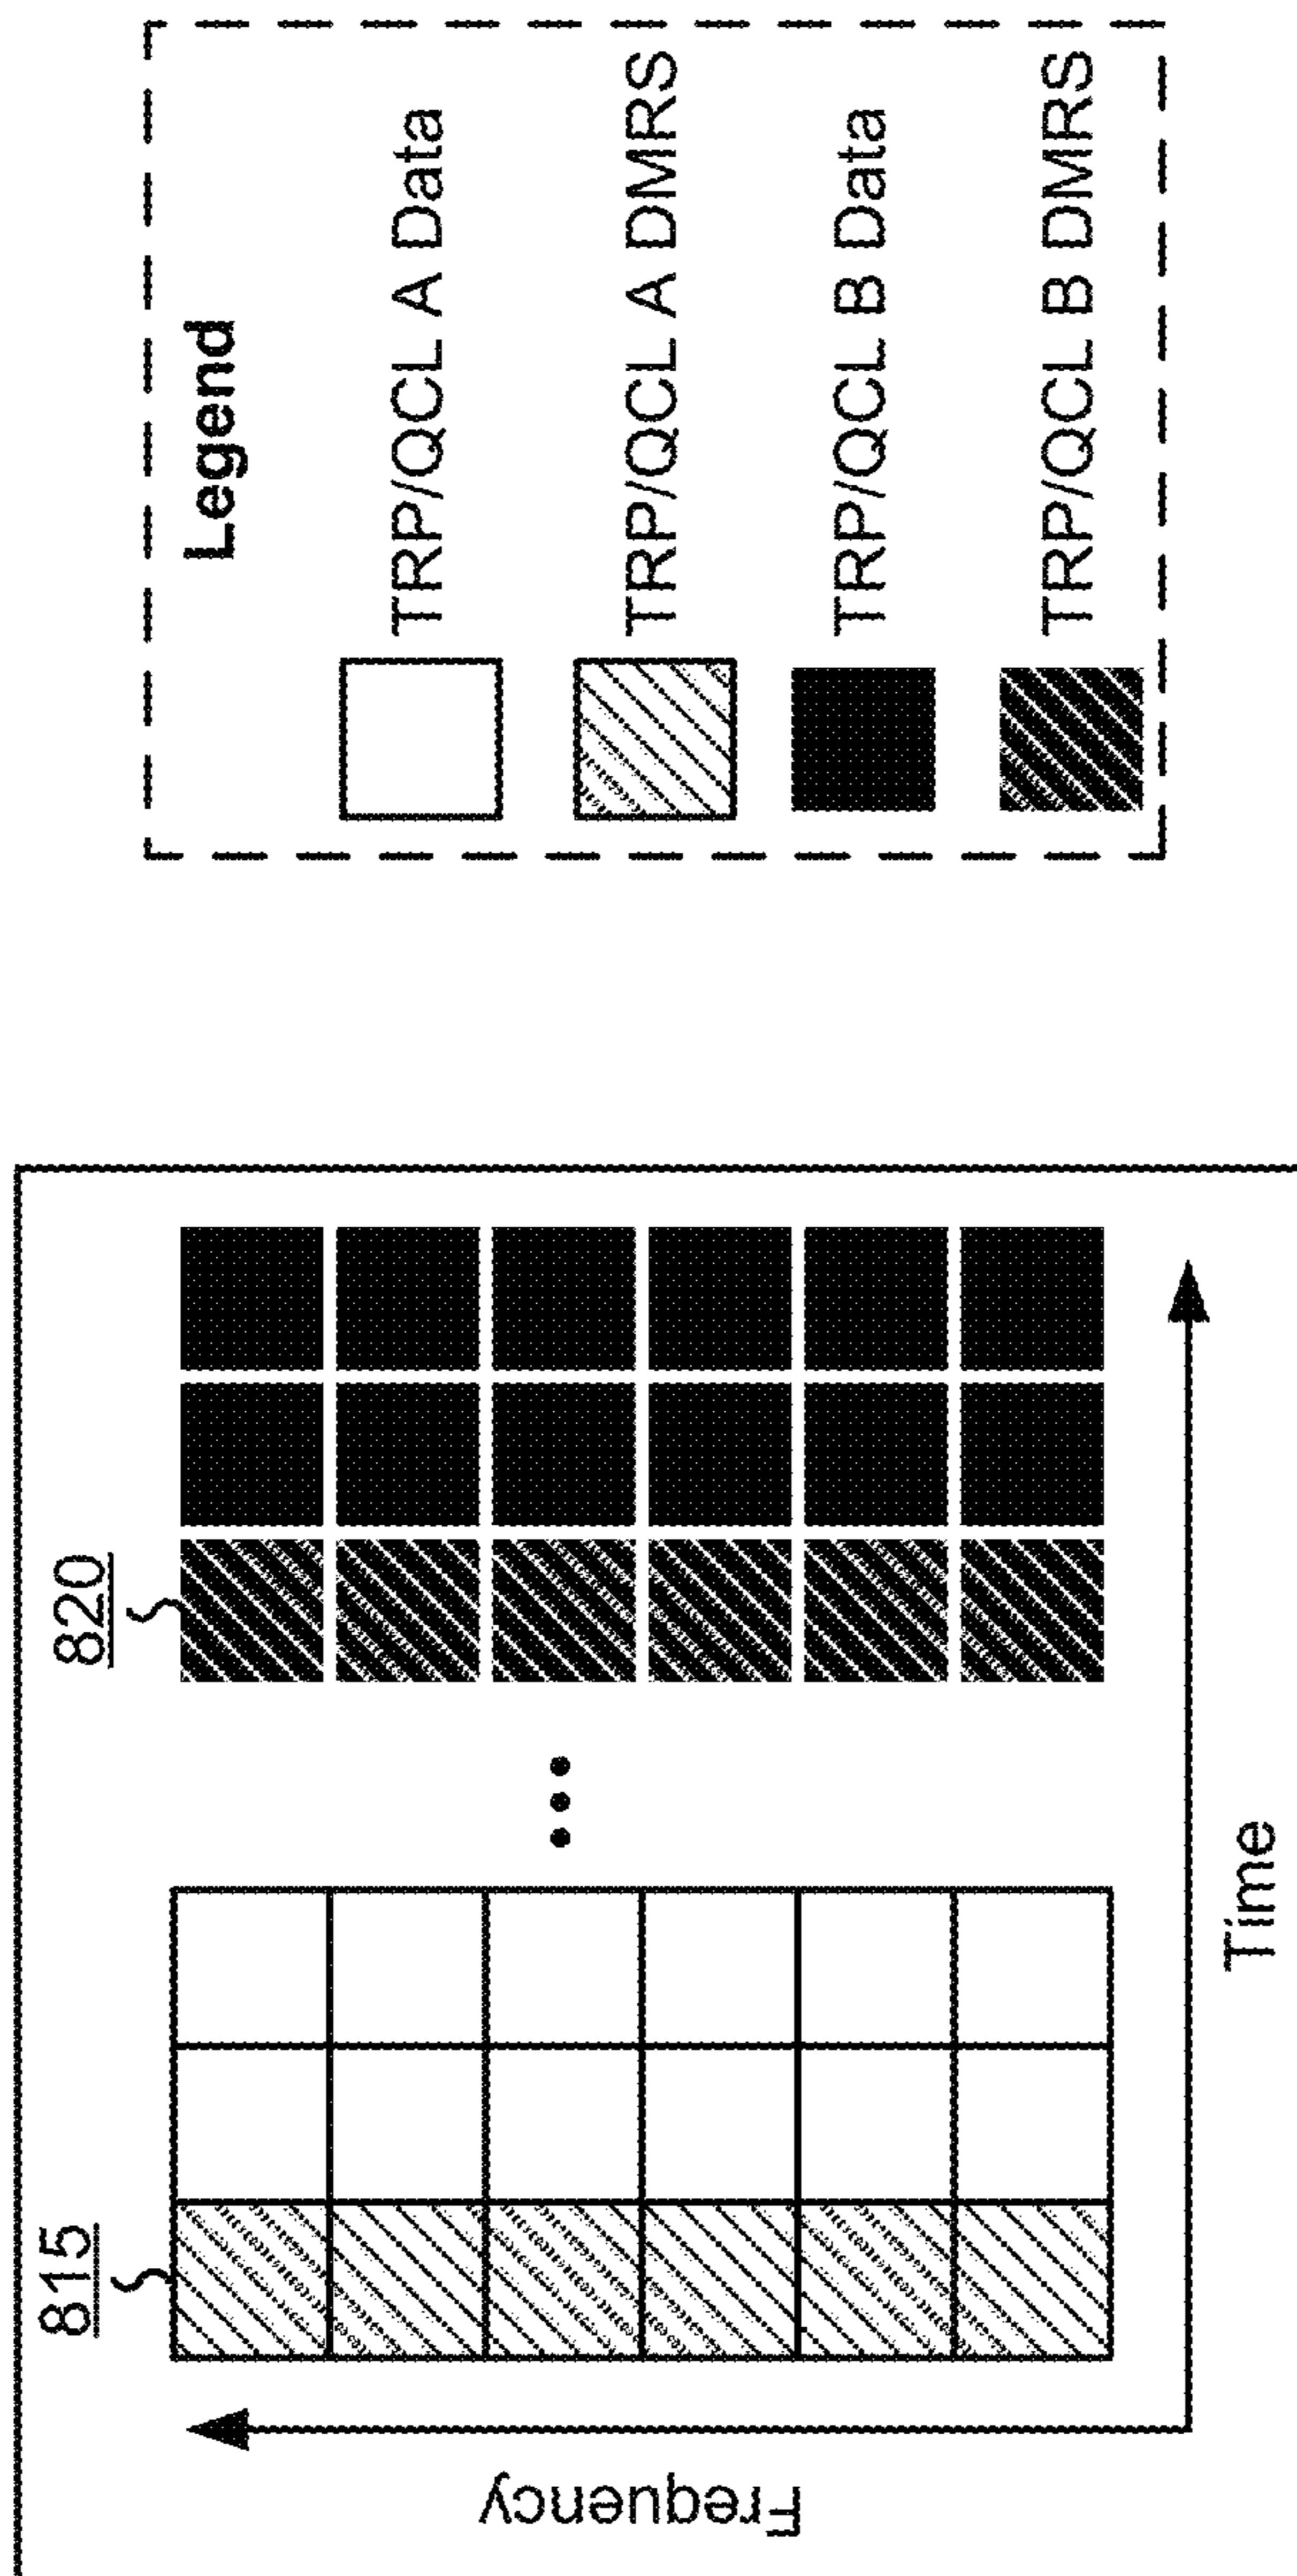 815
820
Frequency
Time
Legend
TRP/QCL A Data
TRP/QCL A DMRS
TRP/QCL B Data
TRP/QCL B DMRS